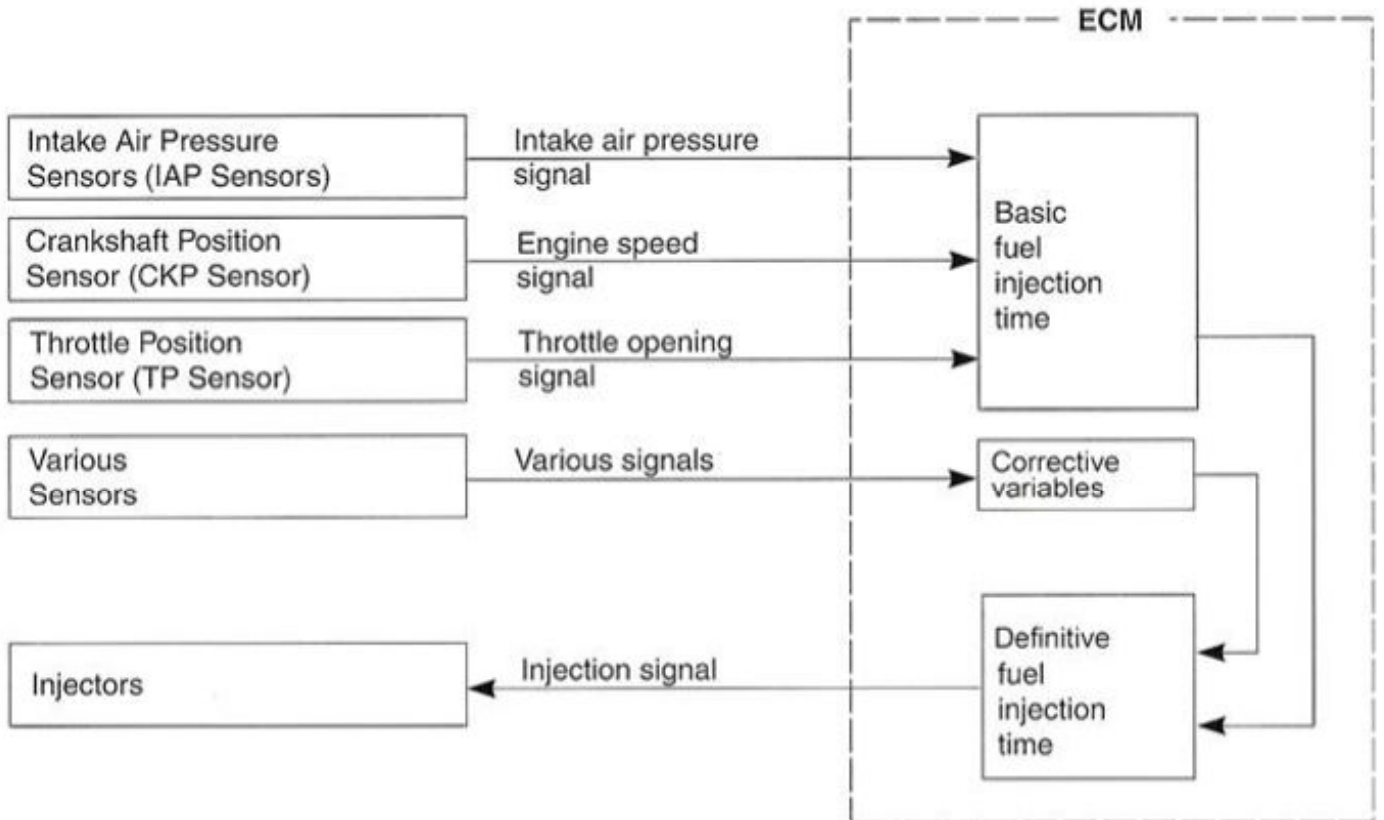 ECM
Intake Air Pressure
Sensors (IAP Sensors)
Intake air pressure
signal
Crankshaft Position
Sensor (CKP Sensor)
Engine speed
signal
Throttle Position
Sensor (TP Sensor)
Throttle opening
signal
Basic
fuel
injection
time
Various
Sensors
Various signals
Corrective
variables
Injectors
Injection signal
Definitive
fuel
injection
time